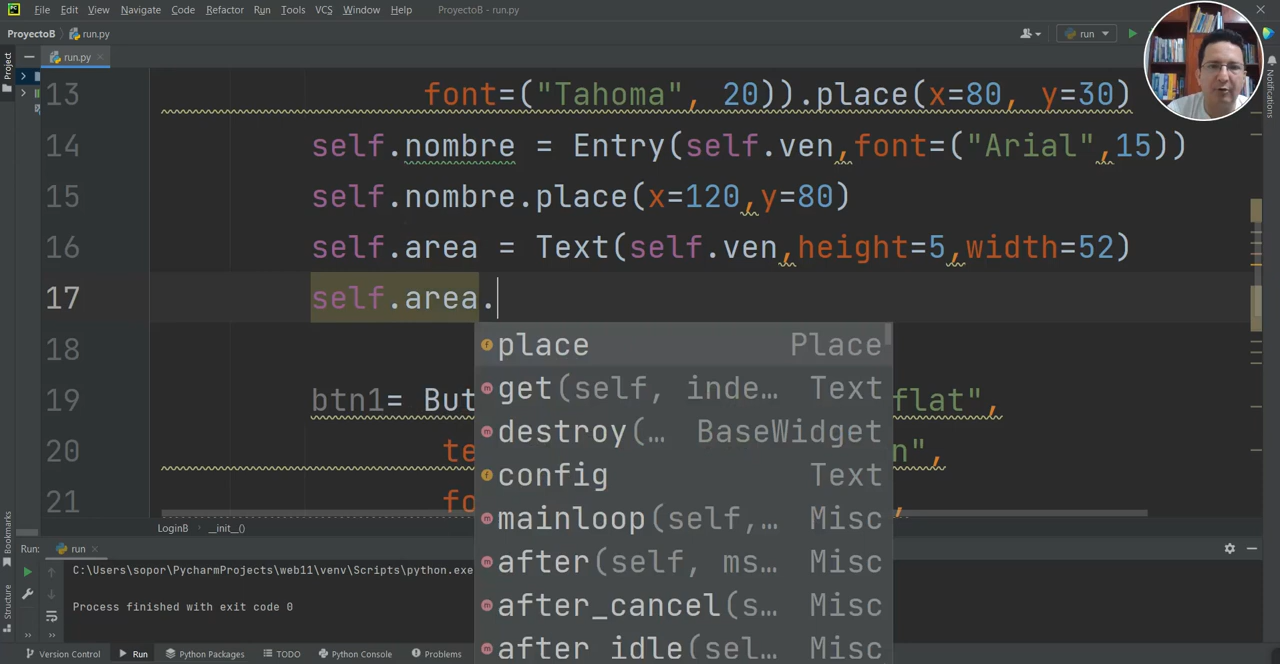 File Edit View Navigate Code Refactor Run Tools VCS Window Help ProyectoB - run.py
ProyectoB run.py run
run.py
Project
Notifications
13 font=("Tahoma", 20)).place(x=80, y=30)
14 self.nombre = Entry(self.ven,font=("Arial",15))
15 self.nombre.place(x=120,y=80)
16 self.area = Text(self.ven,height=5,width=52)
17 self.area.
place Place
18
get(self, inde… Text
19 btn1= But flat",
destroy(… BaseWidget
20 te n",
config Text
21 fo ,
mainloop(self,… Misc
after(self, ms… Misc
after_cancel(s… Misc
after_idle(sel… Misc
LoginB __init__()
Bookmarks
Structure
Run: run
C:\Users\sopor\PycharmProjects\web11\venv\Scripts\python.exe
Process finished with exit code 0
Version Control Run Python Packages TODO Python Console Problems